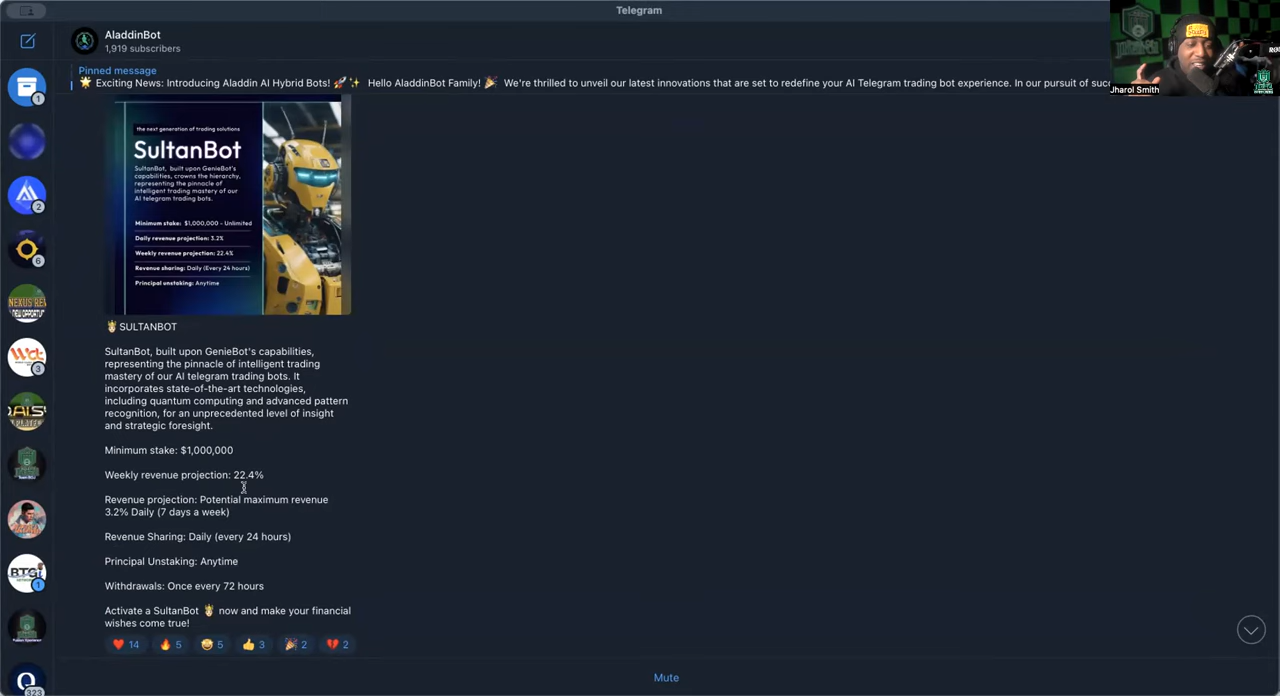 Telegram
AladdinBot
1,919 subscribers
Pinned message
🌟 Exciting News: Introducing Aladdin AI Hybrid Bots! 🚀✨ Hello AladdinBot Family! 🎉 We're thrilled to unveil our latest innovations that are set to redefine your AI Telegram trading bot experience. In our pursuit of
Jharol Smith
the next generation of trading solutions
SultanBot
SultanBot, built upon GenieBot's
capabilities, crowns the hierarchy,
representing the pinnacle of
intelligent trading mastery of our
AI telegram trading bots.
Minimum stake: $1,000,000 - Unlimited
Daily revenue projection: 3.2%
Weekly revenue projection: 22.4%
Revenue sharing: Daily (Every 24 hours)
Principal unstaking: Anytime
SULTANBOT
SultanBot, built upon GenieBot's capabilities,
representing the pinnacle of intelligent trading
mastery of our AI telegram trading bots. It
incorporates state-of-the-art technologies,
including quantum computing and advanced pattern
recognition, for an unprecedented level of insight
and strategic foresight.
Minimum stake: $1,000,000
Weekly revenue projection: 22.4%
Revenue projection: Potential maximum revenue
3.2% Daily (7 days a week)
Revenue Sharing: Daily (every 24 hours)
Principal Unstaking: Anytime
Withdrawals: Once every 72 hours
Activate a SultanBot now and make your financial
wishes come true!
❤️ 14 🔥 5 🤣 5 👍 3 🎉 2 💔 2
Mute
1
2
6
3
1
323